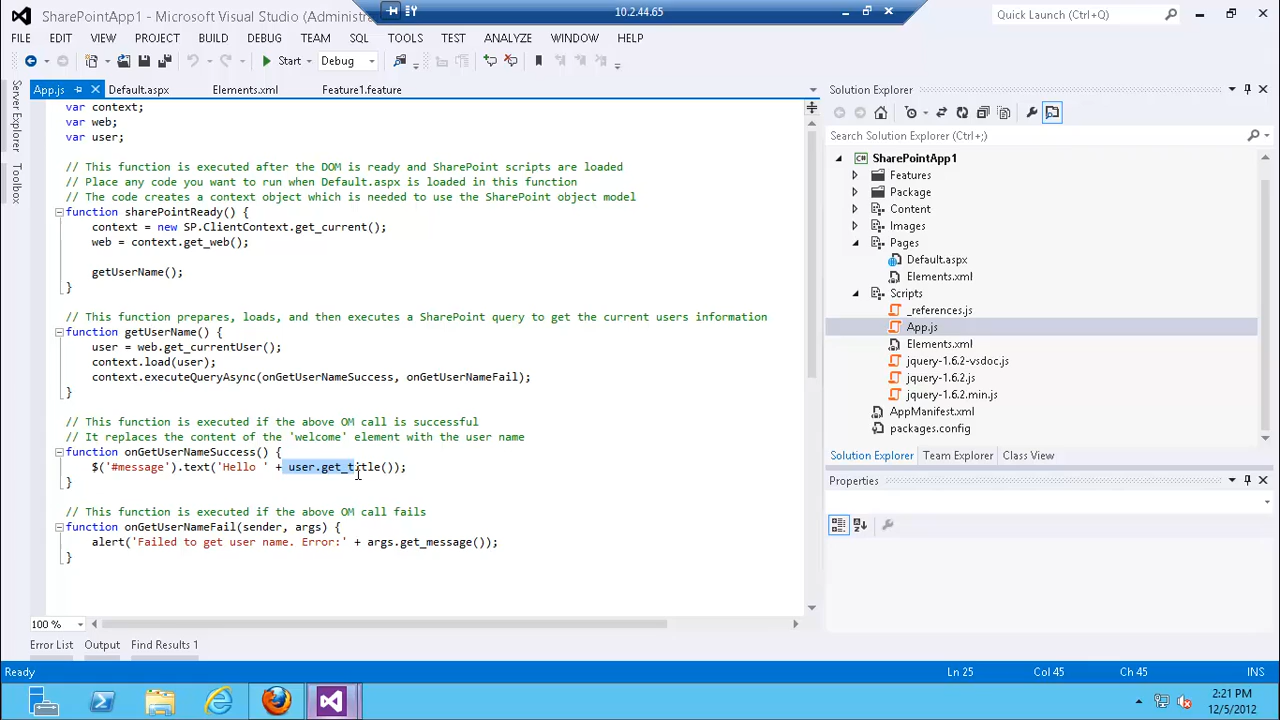 SharePointApp1 - Microsoft Visual Studio (Administra
10.2.44.65
Quick Launch (Ctrl+Q)
FILE EDIT VIEW PROJECT BUILD DEBUG TEAM SQL TOOLS TEST ANALYZE WINDOW HELP
Start Debug
Server Explorer
Toolbox
App.js Default.aspx Elements.xml Feature1.feature
var context;
var web;
var user;
// This function is executed after the DOM is ready and SharePoint scripts are loaded
// Place any code you want to run when Default.aspx is loaded in this function
// The code creates a context object which is needed to use the SharePoint object model
function sharePointReady() {
context = new SP.ClientContext.get_current();
web = context.get_web();
getUserName();
}
// This function prepares, loads, and then executes a SharePoint query to get the current users information
function getUserName() {
user = web.get_currentUser();
context.load(user);
context.executeQueryAsync(onGetUserNameSuccess, onGetUserNameFail);
}
// This function is executed if the above OM call is successful
// It replaces the content of the 'welcome' element with the user name
function onGetUserNameSuccess() {
$('#message').text('Hello ' + user.get_title());
}
// This function is executed if the above OM call fails
function onGetUserNameFail(sender, args) {
alert('Failed to get user name. Error:' + args.get_message());
}
100 %
Error List Output Find Results 1
Solution Explorer
Search Solution Explorer (Ctrl+;)
SharePointApp1
Features
Package
Content
Images
Pages
Default.aspx
Elements.xml
Scripts
_references.js
App.js
Elements.xml
jquery-1.6.2-vsdoc.js
jquery-1.6.2.js
jquery-1.6.2.min.js
AppManifest.xml
packages.config
Solution Explorer Team Explorer Class View
Properties
Ready Ln 25 Col 45 Ch 45 INS
2:21 PM
12/5/2012